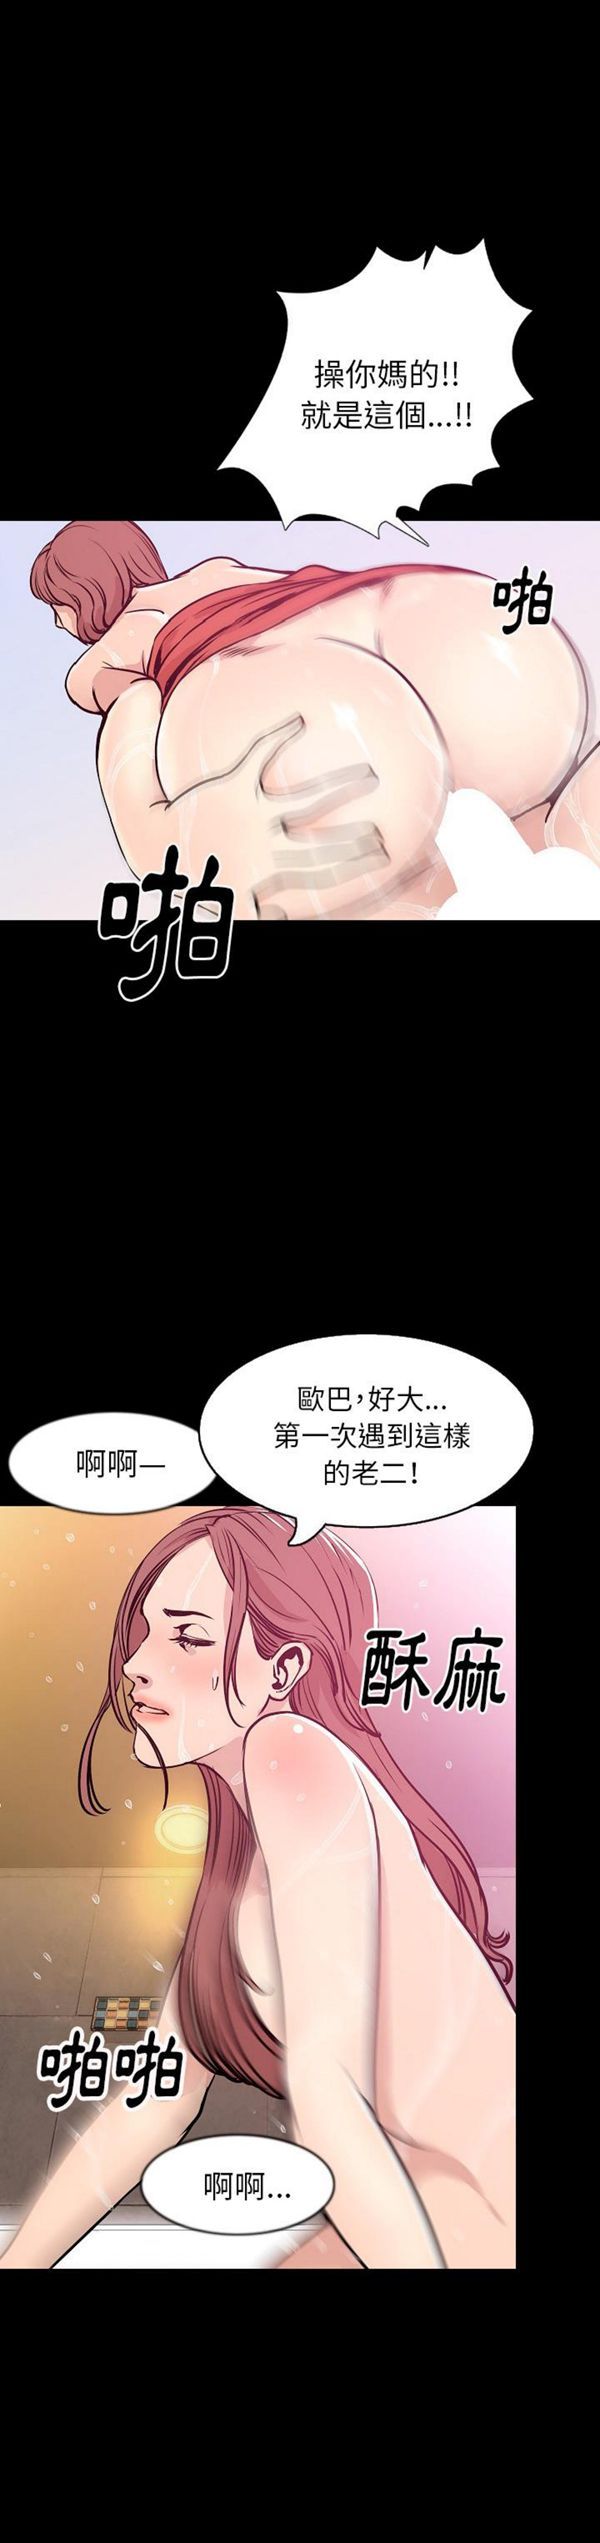 操你媽的!!
就是這個...!!
啪
啪
歐巴,好大...
第一次遇到這樣
的老二!
啊啊—
酥麻
啪啪
啊啊...